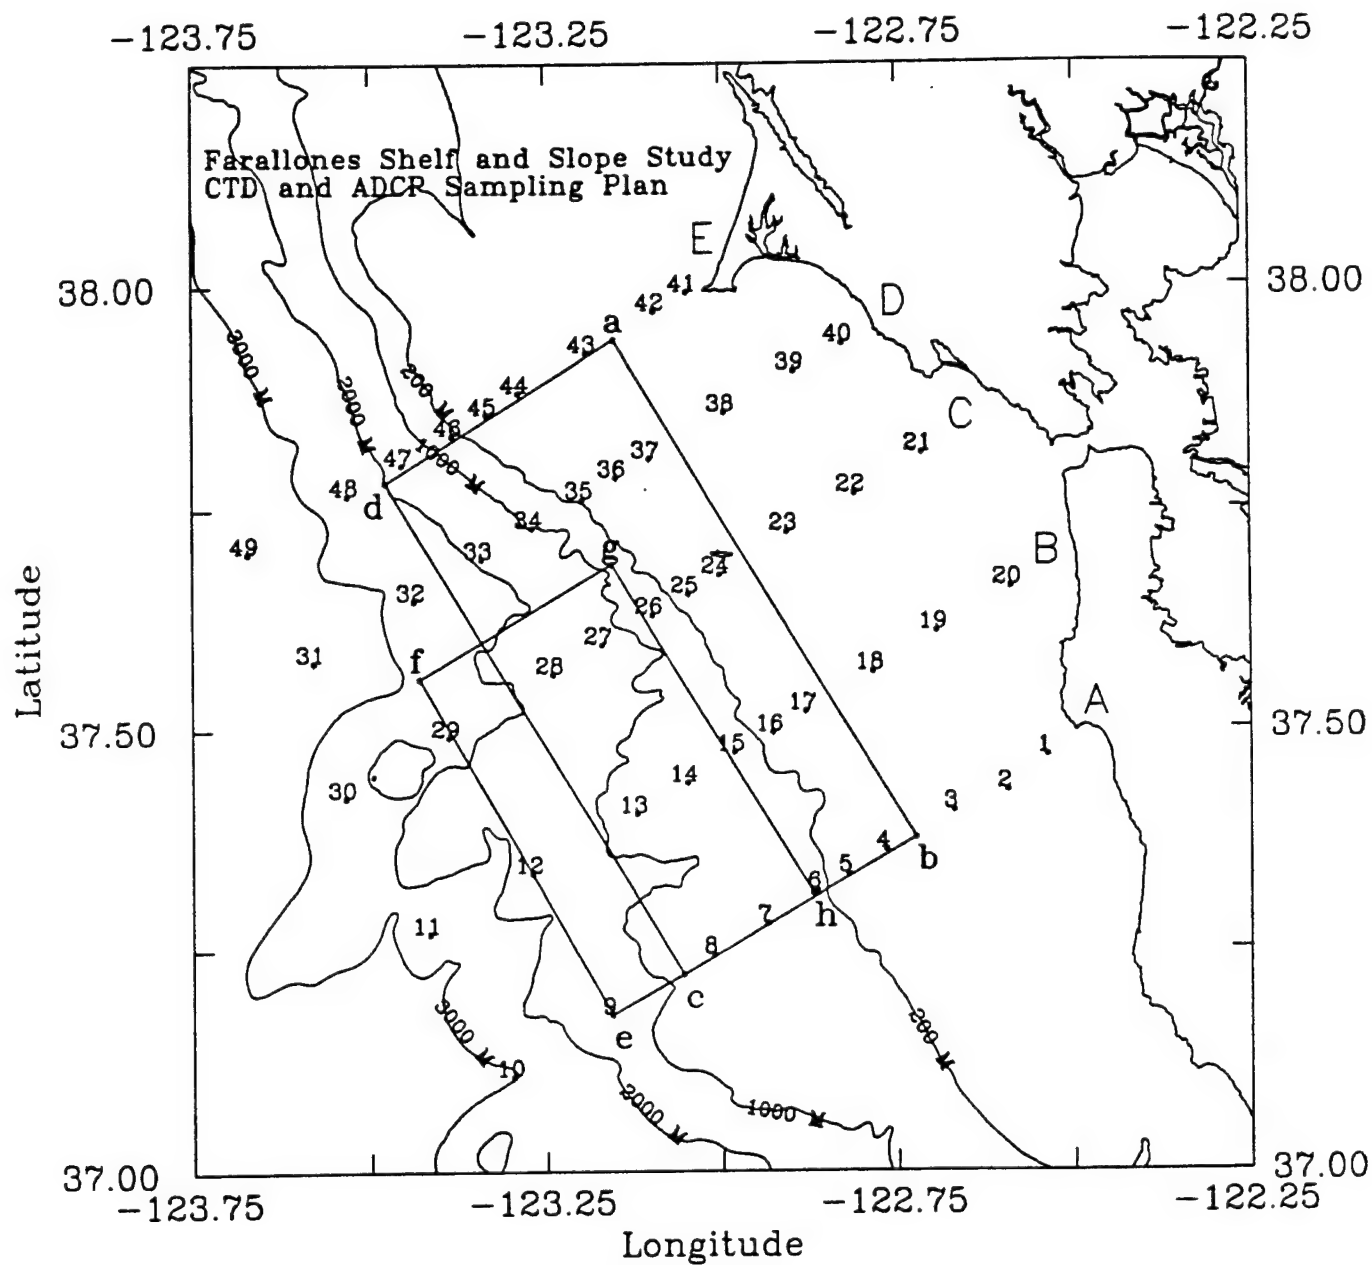 -123.75 -123.25 -122.75 -122.25
Farallones Shelf and Slope Study
CTD and ADCP Sampling Plan
E
38.00 41 D 38.00
42
a 40
43 39
3000 M 2000 M 200 M 44 38 C
45
46 37 21
47 1000 M 36 22
48 35
d 34 23
49 33 g 24 B
25 20
32 26
27 19
31 f 28 18
17 A
37.50 29 16 37.50
15 1
14 2
30 13 3
4 b
12 5
6
h
11 7
8
c
9 e
3000 M 200 M
10
2000 M 1000 M
37.00 37.00
-123.75 -123.25 -122.75 -122.25
Longitude
Latitude